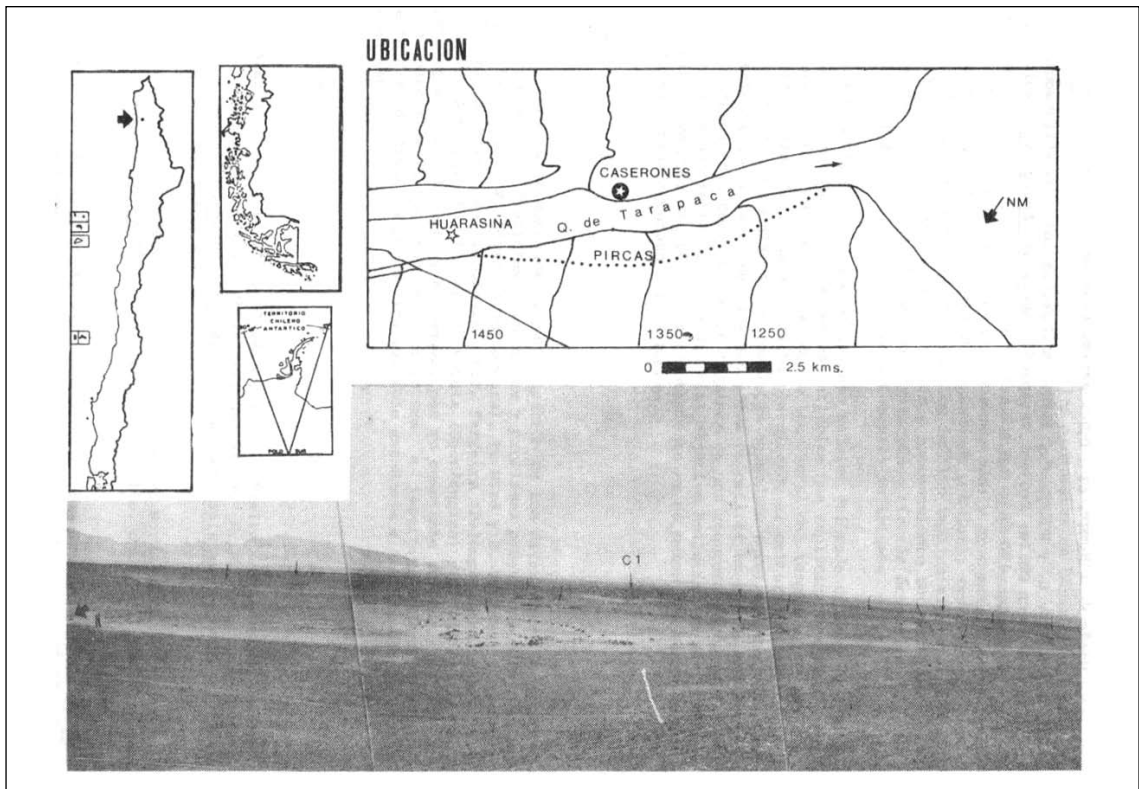 UBICACION
CASERONES
HUARASIÑA
Q. de Tarapaca
PIRCAS
NM
1450
1350
1250
0 2.5 kms.
TERRITORIO
CHILENO
ANTARTICO
POLO SUR
C1